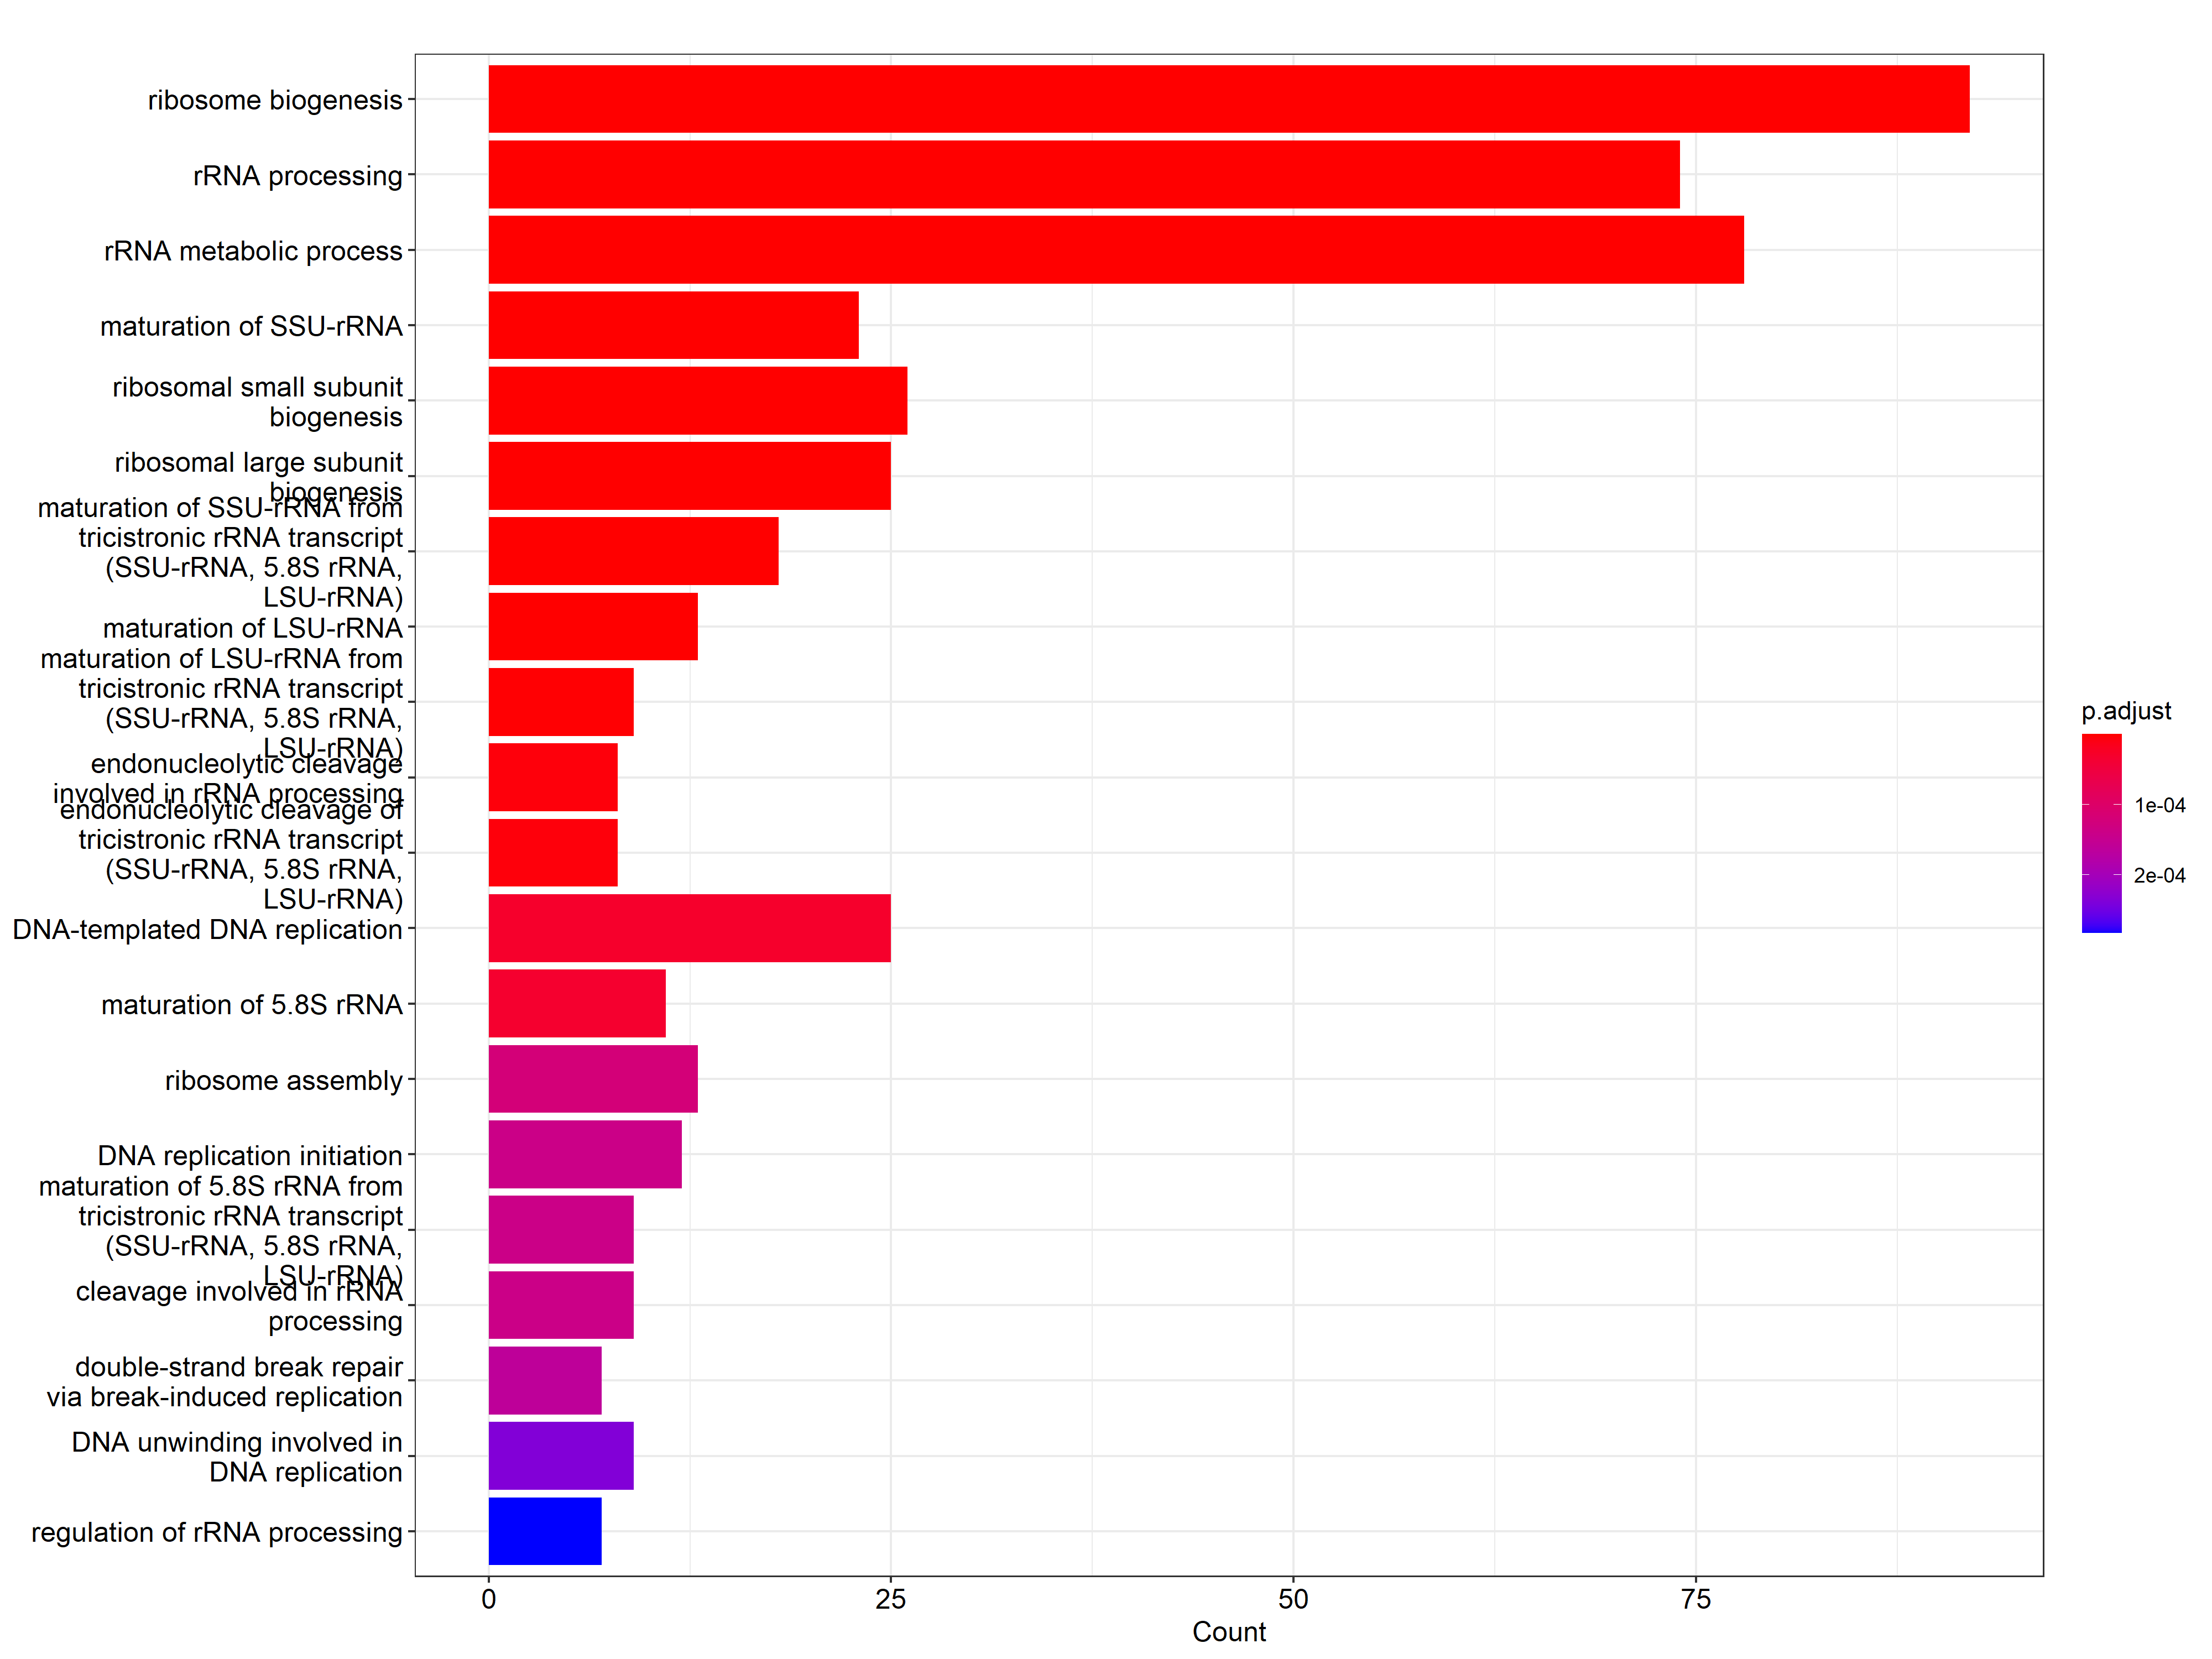 ribosome biogenesis
rRNA processing
rRNA metabolic process
maturation of SSU-rRNA
ribosomal small subunit
biogenesis
ribosomal large subunit
biogenesis
maturation of SSU-rRNA from
tricistronic rRNA transcript
(SSU-rRNA, 5.8S rRNA,
LSU-rRNA)
maturation of LSU-rRNA
maturation of LSU-rRNA from
tricistronic rRNA transcript
(SSU-rRNA, 5.8S rRNA,
LSU-rRNA)
endonucleolytic cleavage
involved in rRNA processing
endonucleolytic cleavage of
tricistronic rRNA transcript
(SSU-rRNA, 5.8S rRNA,
LSU-rRNA)
DNA-templated DNA replication
maturation of 5.8S rRNA
ribosome assembly
DNA replication initiation
maturation of 5.8S rRNA from
tricistronic rRNA transcript
(SSU-rRNA, 5.8S rRNA,
LSU-rRNA)
cleavage involved in rRNA
processing
double-strand break repair
via break-induced replication
DNA unwinding involved in
DNA replication
regulation of rRNA processing
0 25 50 75
Count
p.adjust
1e-04
2e-04